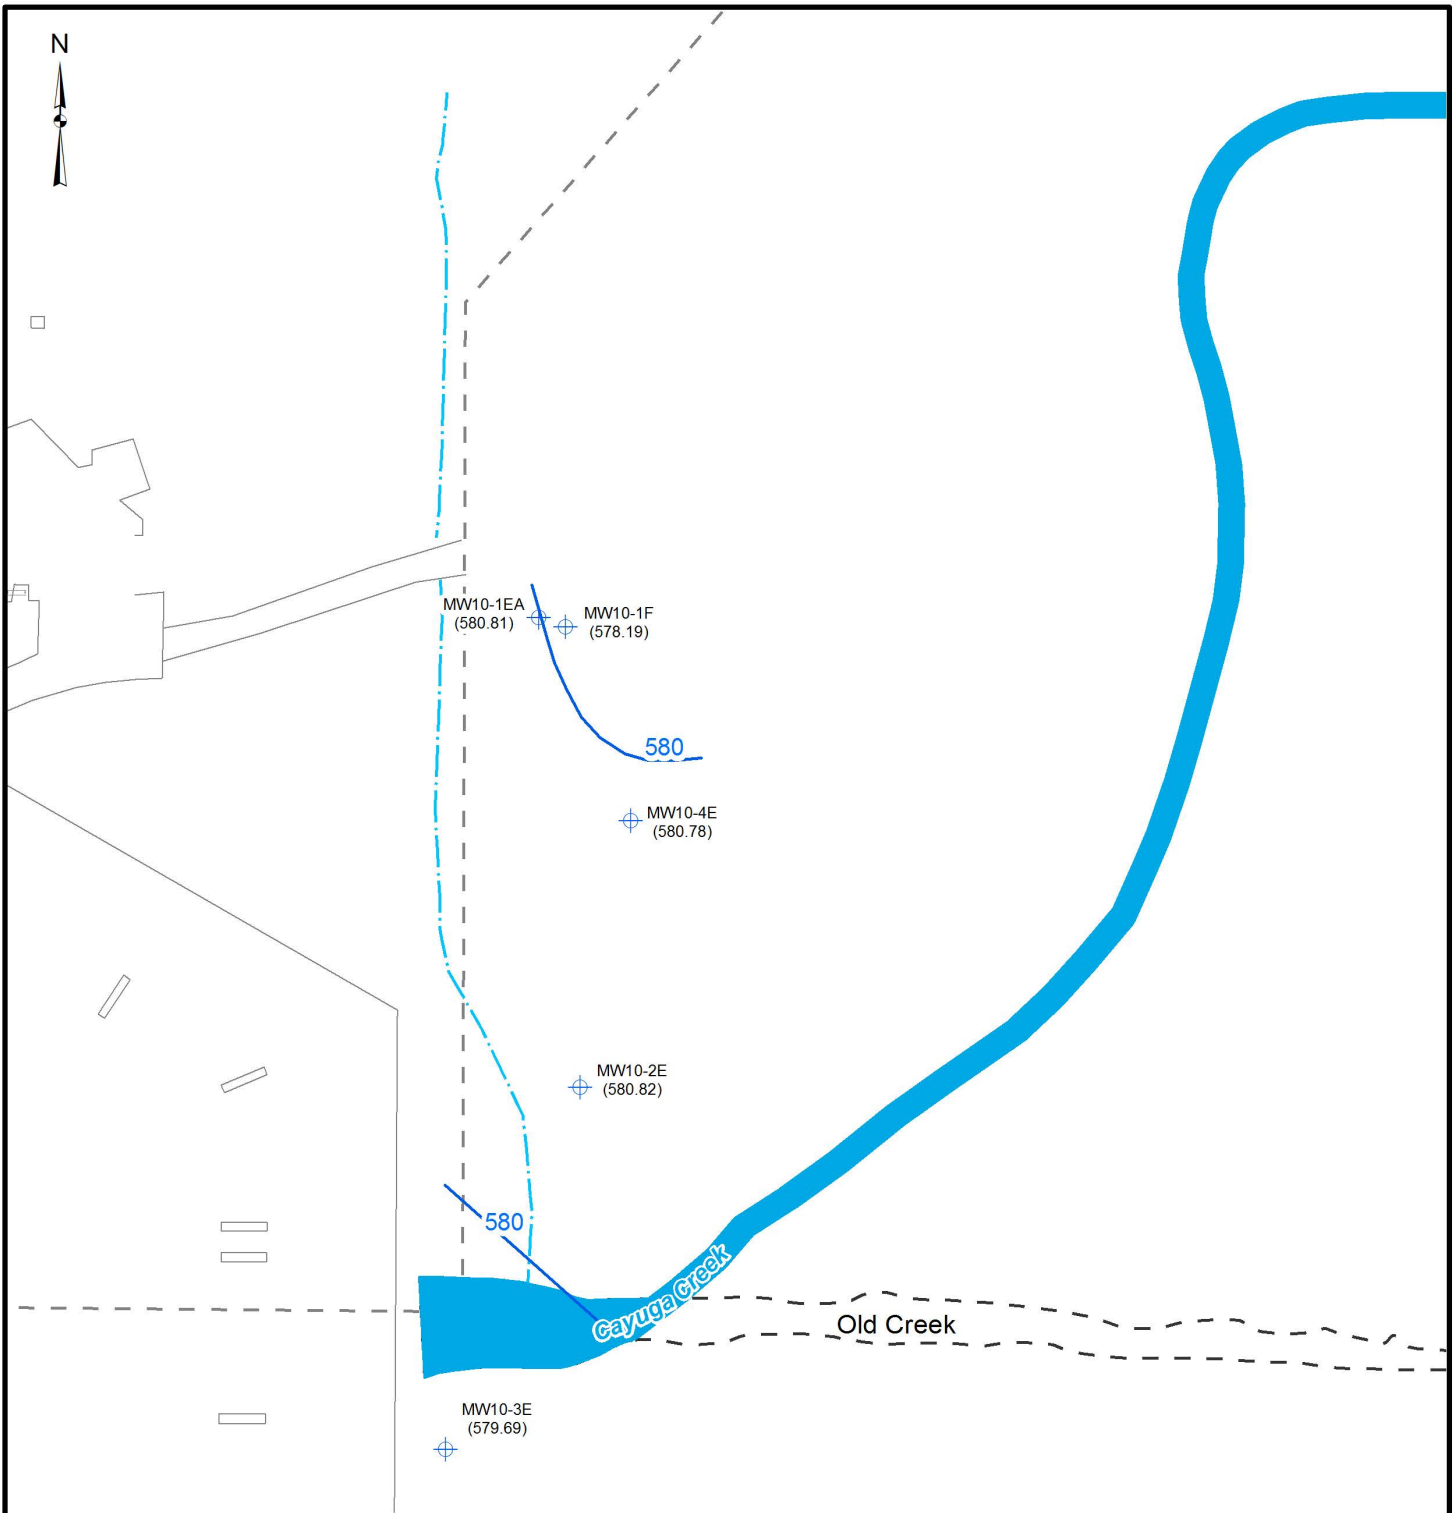 N
MW10-1EA
(580.81)
MW10-1F
(578.19)
580
MW10-4E
(580.78)
MW10-2E
(580.82)
580
Cayuga Creek
Old Creek
MW10-3E
(579.69)